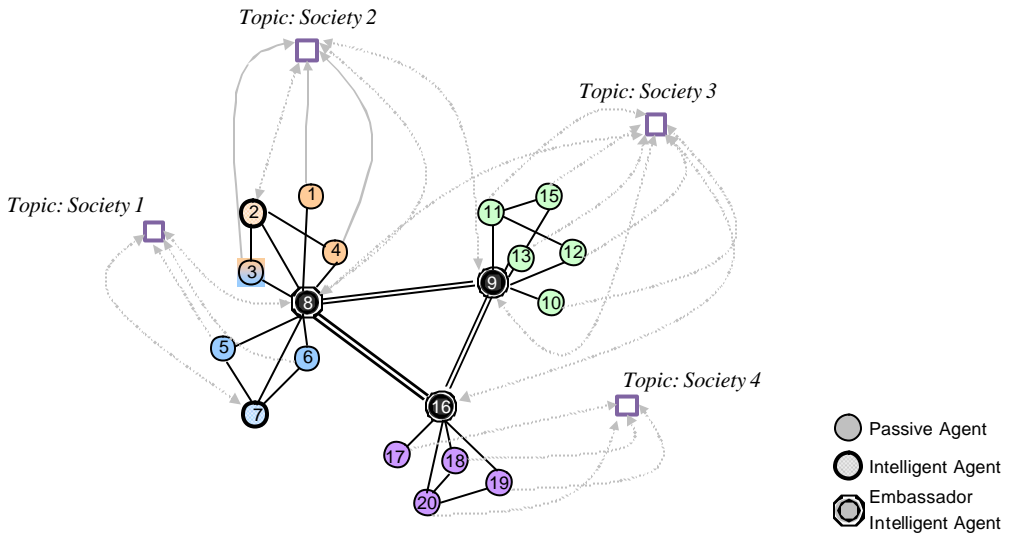 Topic: Society 2
Topic: Society 3
Topic: Society 1
1
2
4
3
8
5
6
7
15
11
13
12
9
10
16
17
18
19
20
Topic: Society 4
Passive Agent
Intelligent Agent
Embassador
Intelligent Agent